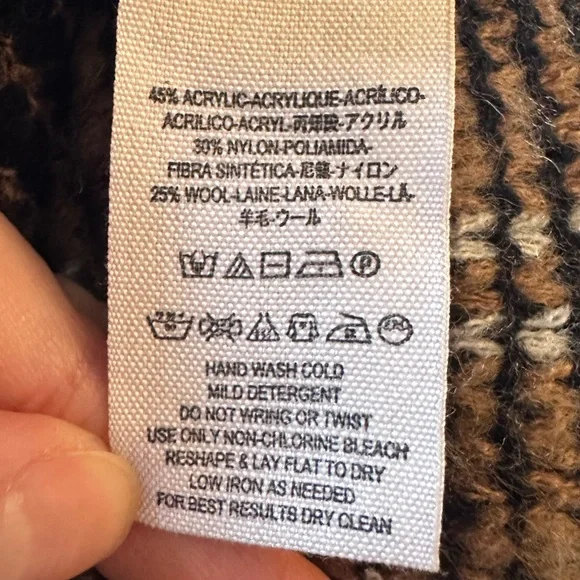 45% ACRYLIC-ACRYLIQUE-ACRÍLICO-
ACRILICO-ACRYL-丙烯酸-アクリル
30% NYLON-POLIAMIDA-
FIBRA SINTÉTICA-尼龍-ナイロン
25% WOOL-LAINE-LANA-WOLLE-LÃ-
羊毛-ウール
P
HAND WASH COLD
MILD DETERGENT
DO NOT WRING OR TWIST
USE ONLY NON-CHLORINE BLEACH
RESHAPE & LAY FLAT TO DRY
LOW IRON AS NEEDED
FOR BEST RESULTS DRY CLEAN